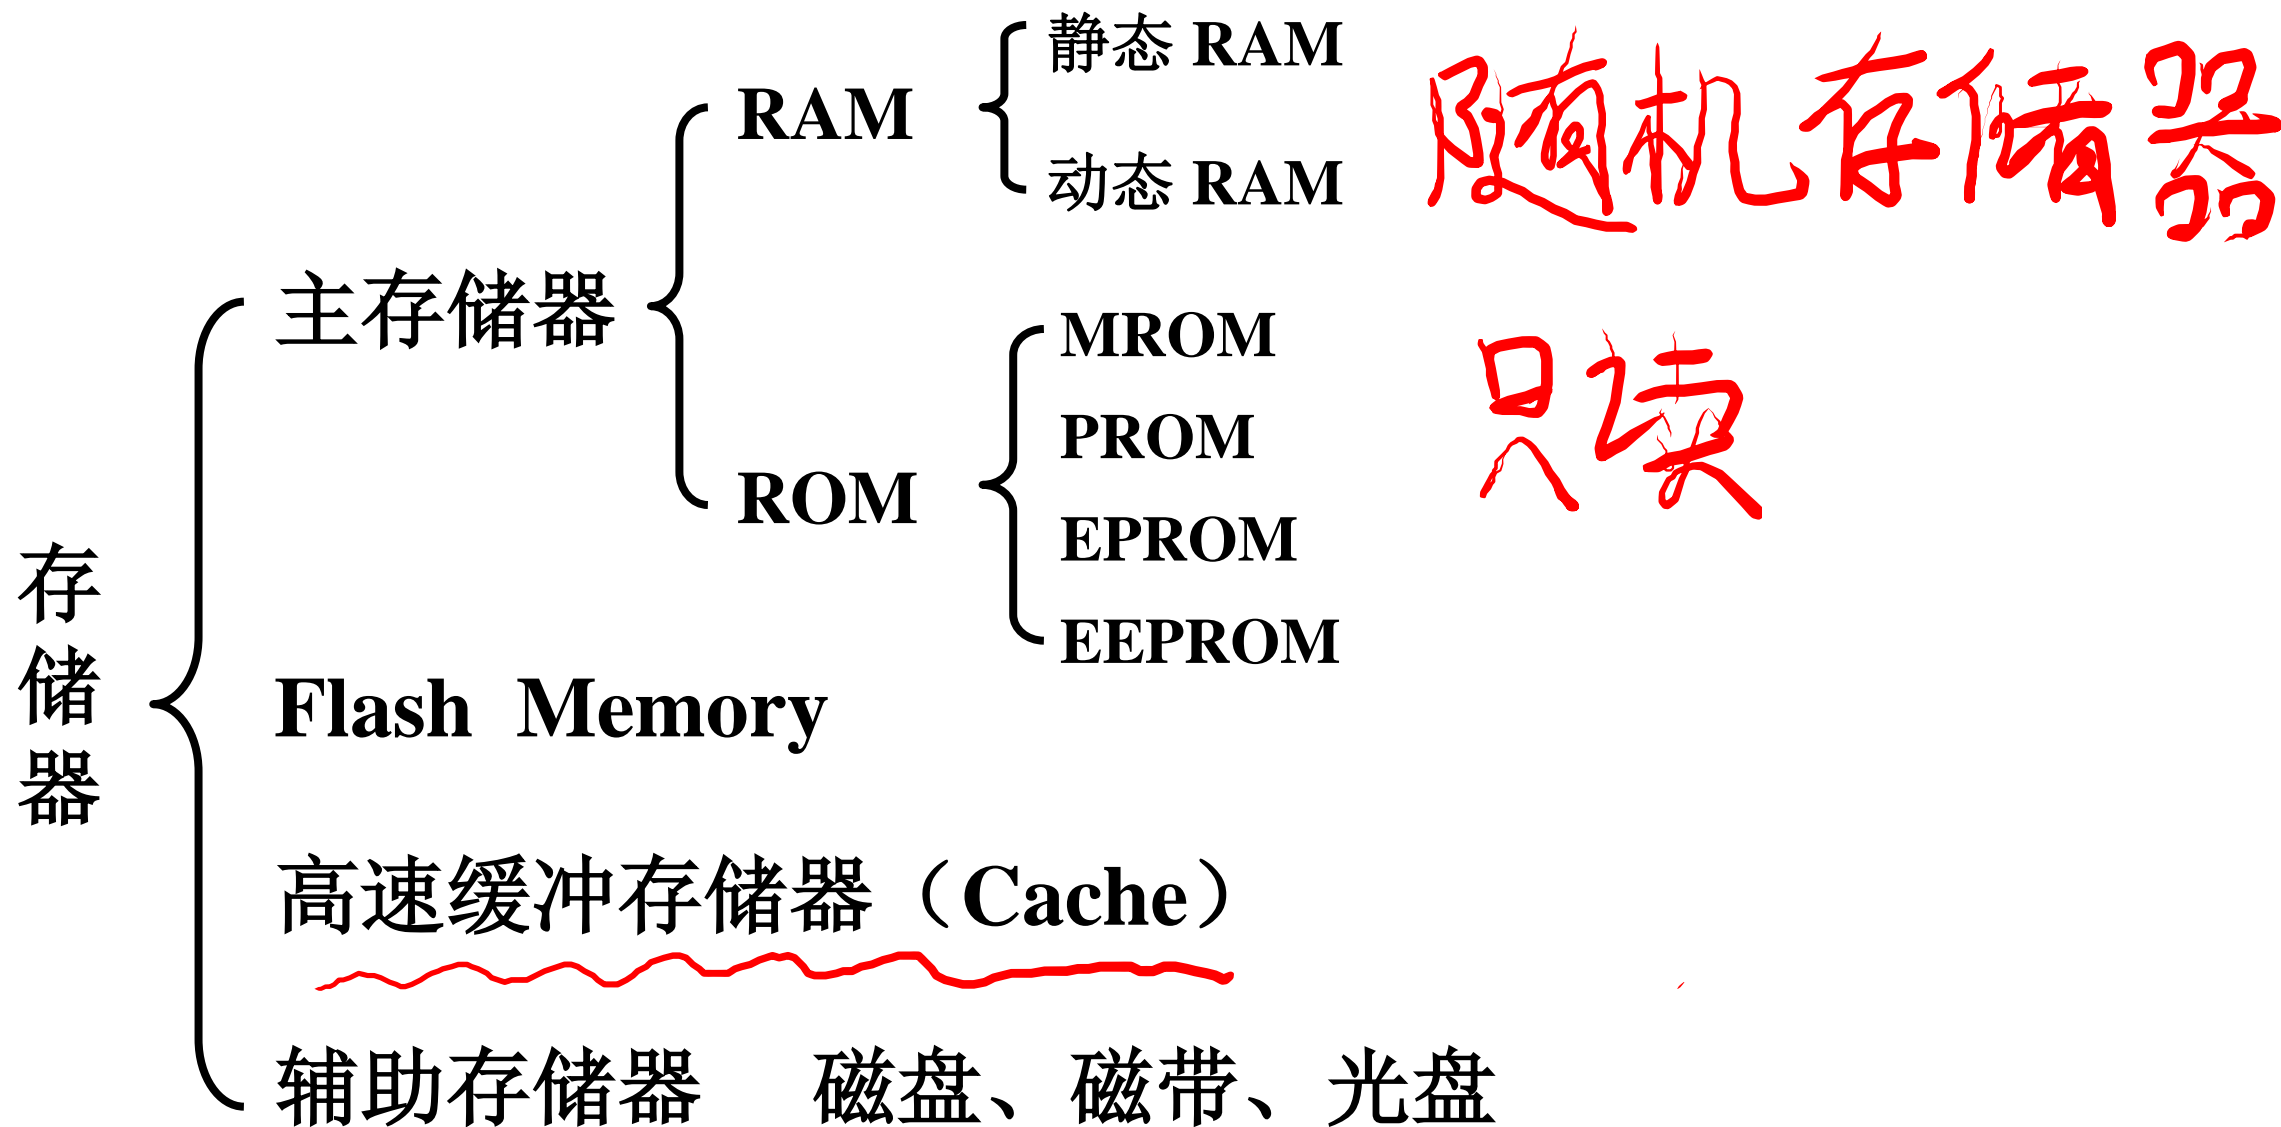 静态 RAM
RAM
动态 RAM
随机存储器
主存储器
MROM
只读
PROM
ROM
EPROM
EEPROM
存储器
Flash Memory
高速缓冲存储器（Cache）
辅助存储器 磁盘、磁带、光盘